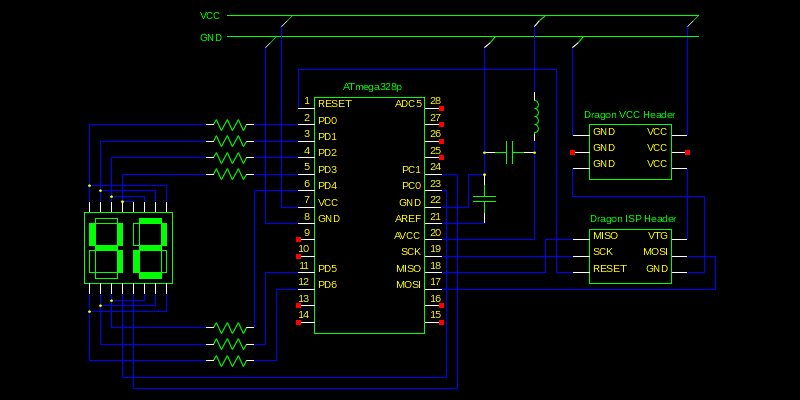 VCC
GND
ATmega328p
1 RESET ADC5 28
2 PD0 27
3 PD1 26
4 PD2 25
5 PD3 PC1 24
6 PD4 PC0 23
7 VCC GND 22
8 GND AREF 21
9 AVCC 20
10 SCK 19
11 PD5 MISO 18
12 PD6 MOSI 17
13 16
14 15
42
Dragon VCC Header
GND VCC
GND VCC
GND VCC
Dragon ISP Header
MISO VTG
SCK MOSI
RESET GND